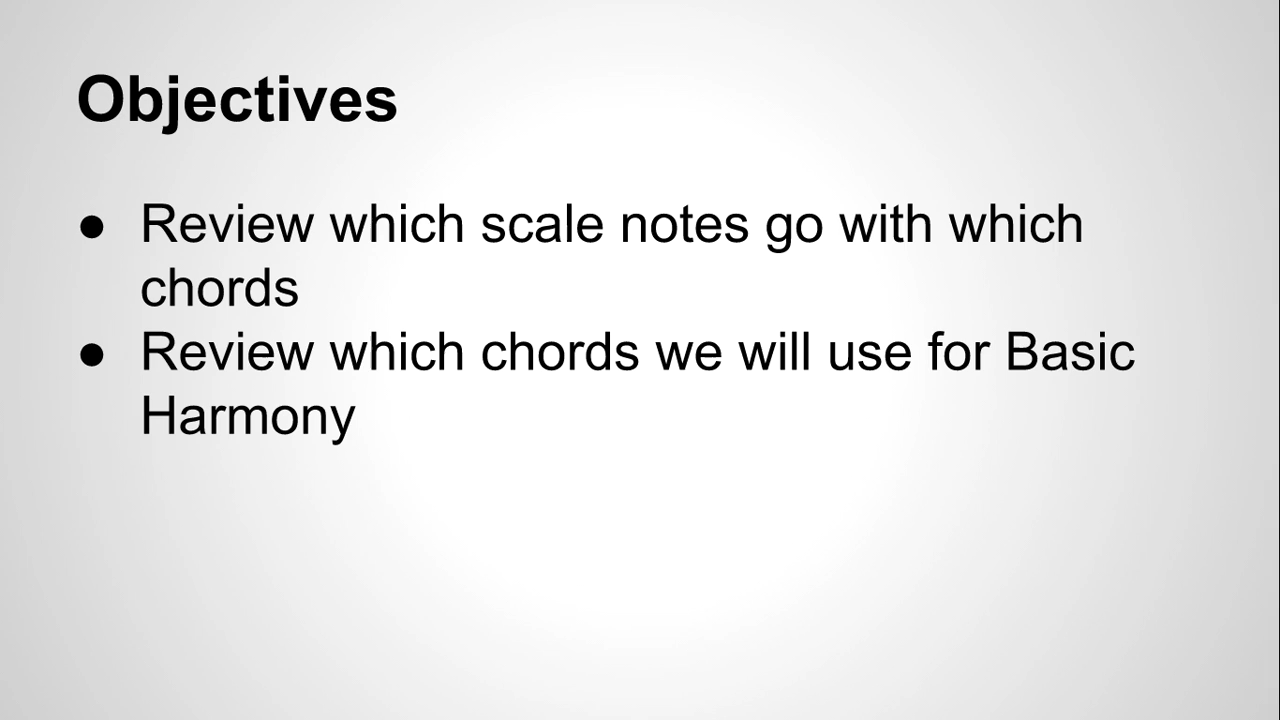 Objectives
● Review which scale notes go with which
chords
● Review which chords we will use for Basic
Harmony